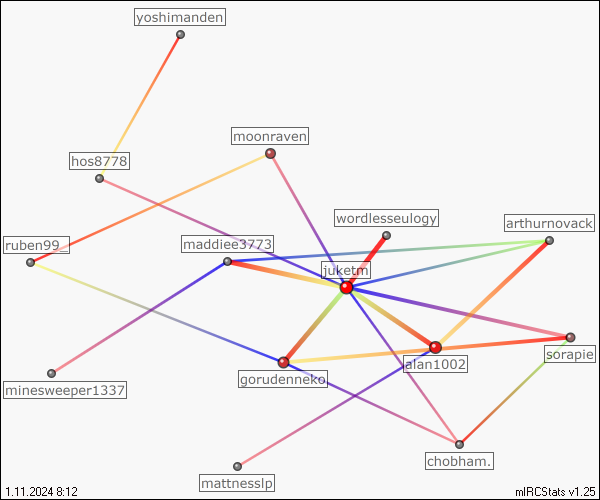 yoshimanden
moonraven
hos8778
wordlesseulogy
arthurnovack
ruben99_
maddiee3773
juketm
sorapie
alan1002
gorudenneko
minesweeper1337
chobham.
mattnesslp
1.11.2024 8:12
mIRCStats v1.25